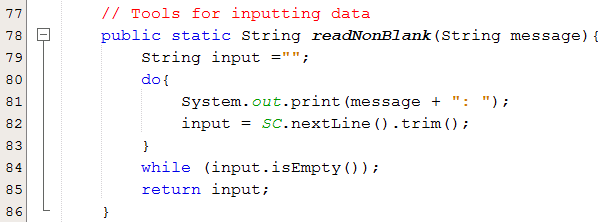 77 // Tools for inputting data
78 public static String readNonBlank(String message){
79 String input ="";
80 do{
81 System.out.print(message + ": ");
82 input = SC.nextLine().trim();
83 }
84 while (input.isEmpty());
85 return input;
86 }